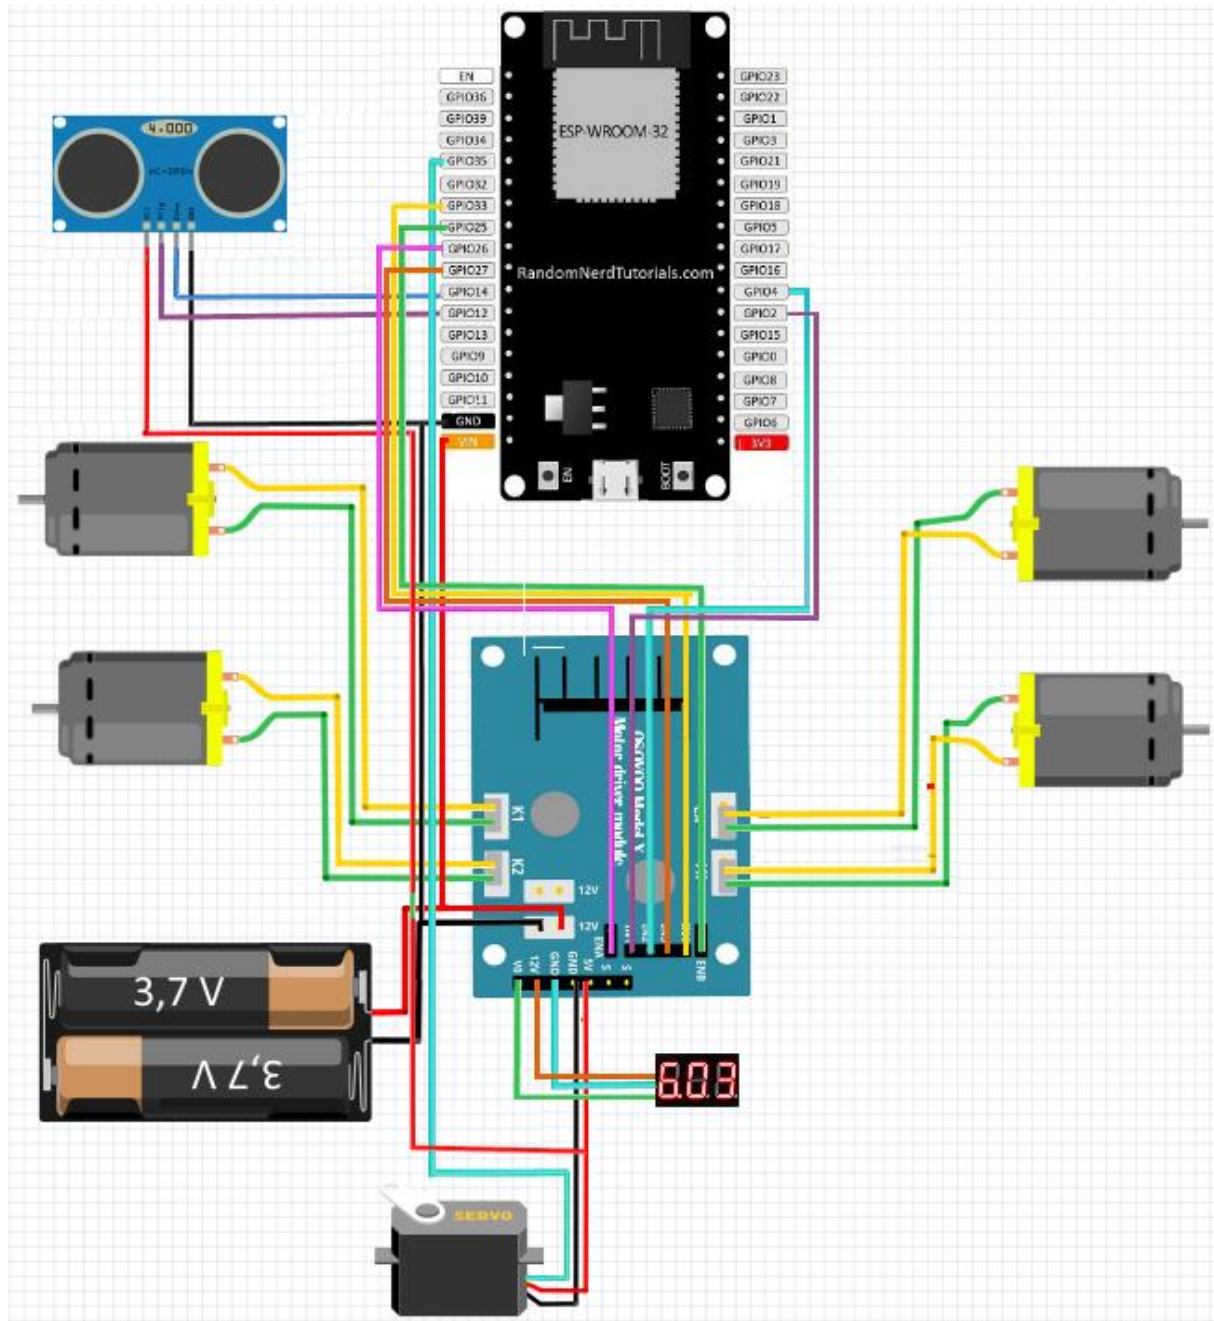 EN
GPIO36
GPIO39
GPIO34
GPIO35
GPIO32
GPIO33
GPIO25
GPIO26
GPIO27
GPIO14
GPIO12
GPIO13
GPIO9
GPIO10
GPIO11
GND
VIN
ESP-WROOM-32
RandomNerdTutorials.com
EN
BOOT
GPIO23
GPIO22
GPIO1
GPIO3
GPIO21
GPIO19
GPIO18
GPIO5
GPIO17
GPIO16
GPIO4
GPIO2
GPIO15
GPIO0
GPIO8
GPIO7
GPIO6
3V3
4.000
Motor driver module
K1
K2
12V
12V
ENA
ENB
V0
12V
GND
GND
5V
S
S
3,7 V
3,7 V
6.03
SERVO